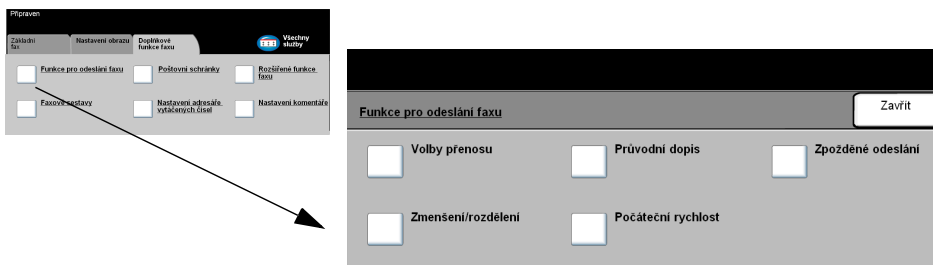 Připraven
Základní
fax
Nastavení obrazu
Doplňkové
funkce faxu
Všechny
služby
Funkce pro odeslání faxu
Poštovní schránky
Rozšířené funkce
faxu
Faxové sestavy
Nastavení adresáře
vytáčených čísel
Nastavení komentáře
Funkce pro odeslání faxu
Zavřít
Volby přenosu
Průvodní dopis
Zpožděné odeslání
Zmenšení/rozdělení
Počáteční rychlost